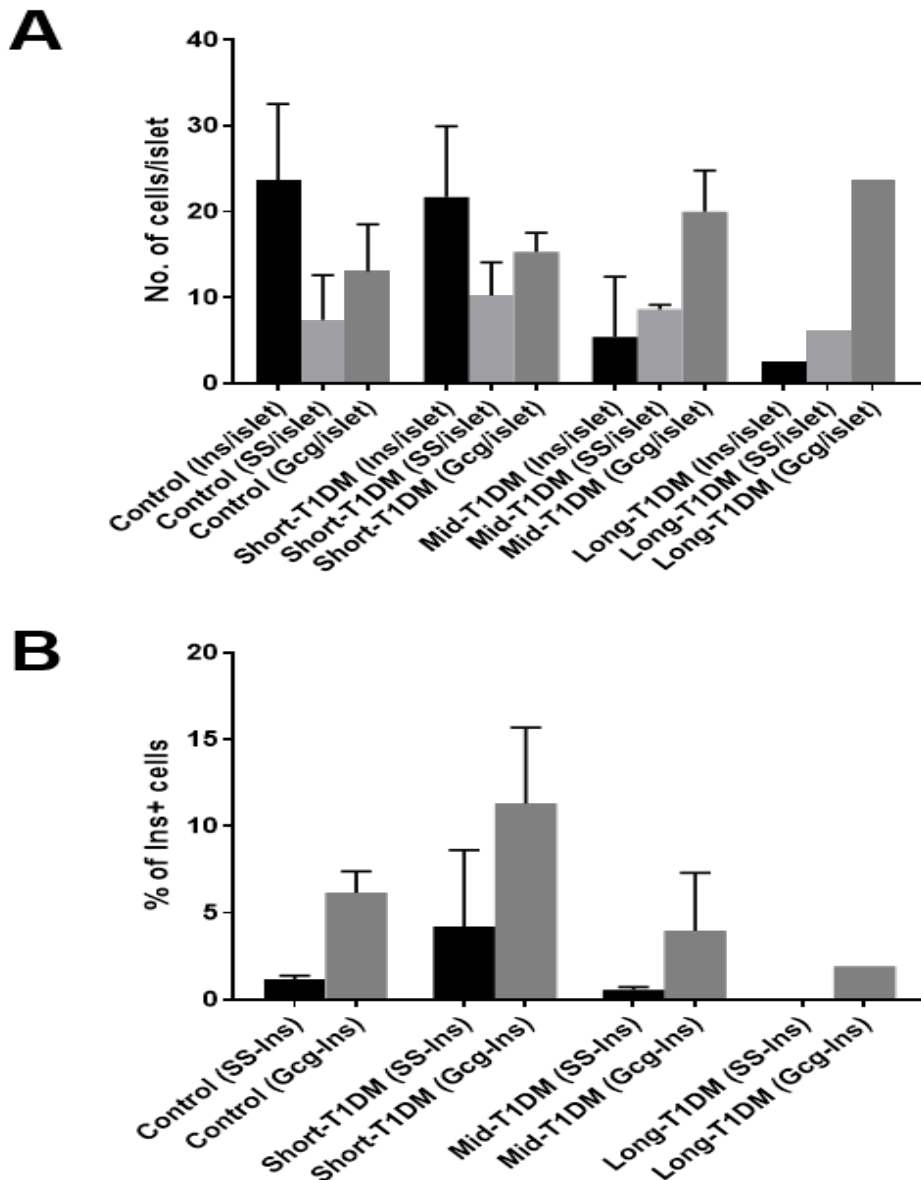 A
No. of cells/islet
40
30
20
10
0
Control (Ins/islet)
Control (SS/islet)
Control (Gcg/islet)
Short-T1DM (Ins/islet)
Short-T1DM (SS/islet)
Short-T1DM (Gcg/islet)
Mid-T1DM (Ins/islet)
Mid-T1DM (SS/islet)
Mid-T1DM (Gcg/islet)
Long-T1DM (Ins/islet)
Long-T1DM (SS/islet)
Long-T1DM (Gcg/islet)
B
% of Ins+ cells
20
15
10
5
0
Control (SS-Ins)
Control (Gcg-Ins)
Short-T1DM (SS-Ins)
Short-T1DM (Gcg-Ins)
Mid-T1DM (SS-Ins)
Mid-T1DM (Gcg-Ins)
Long-T1DM (SS-Ins)
Long-T1DM (Gcg-Ins)